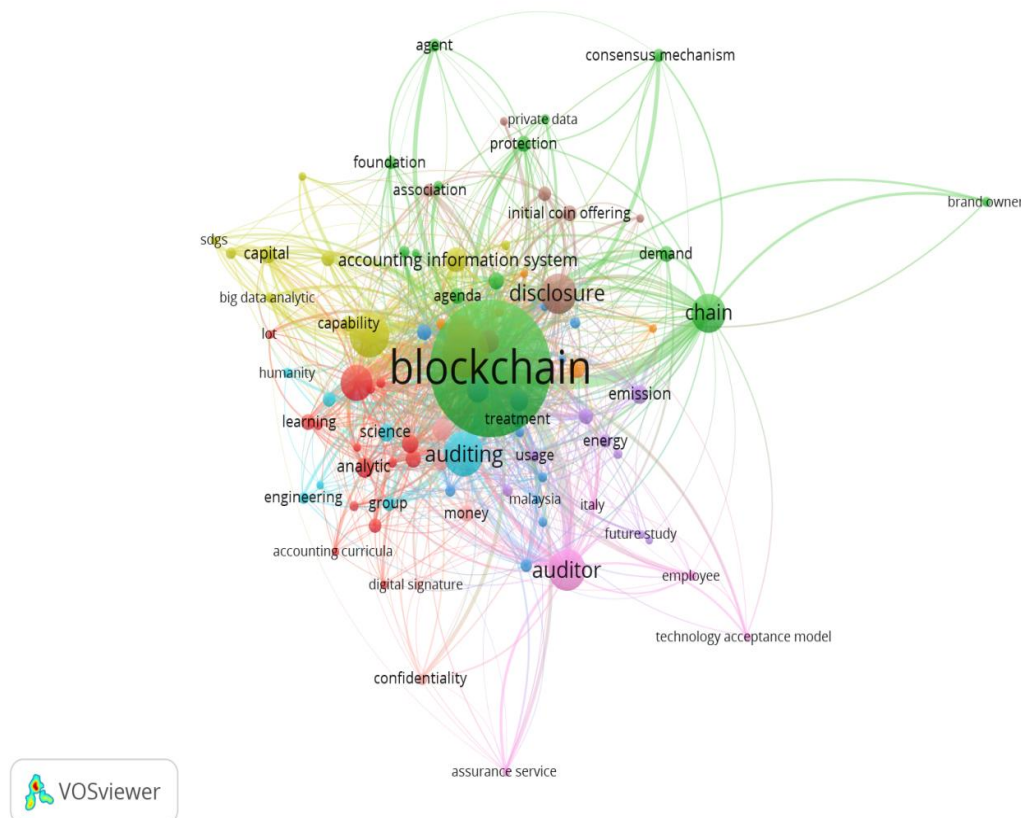 agent
consensus mechanism
private data
protection
foundation
association
brand owner
initial coin offering
sdgs
capital
accounting information system
demand
big data analytic
agenda
disclosure
chain
capability
lot
blockchain
humanity
emission
learning
science
treatment
energy
auditing
usage
analytic
engineering
group
malaysia
italy
money
future study
accounting curricula
auditor
employee
digital signature
technology acceptance model
confidentiality
assurance service
VOSviewer